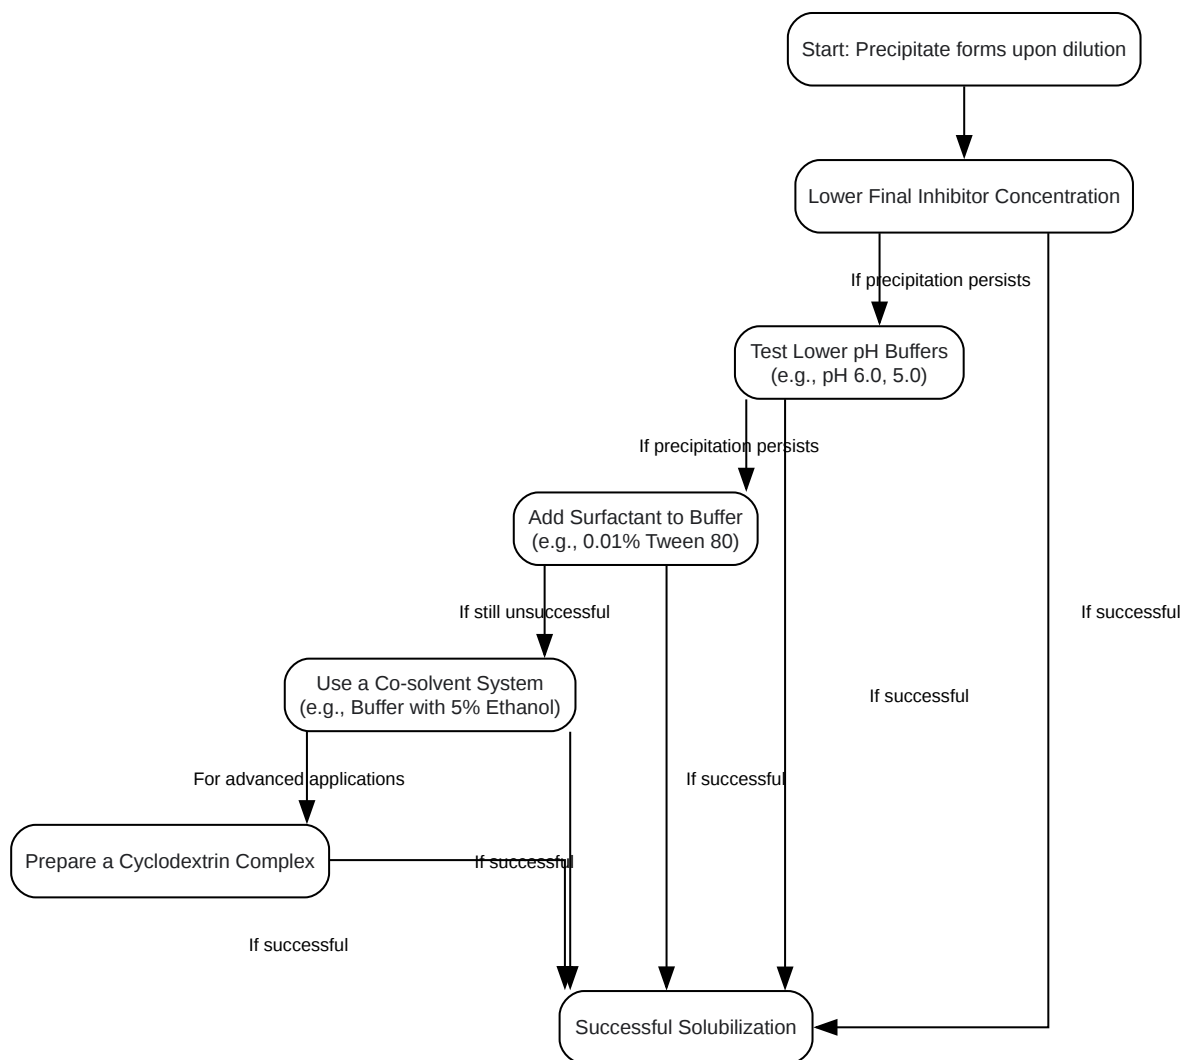 Start: Precipitate forms upon dilution
Lower Final Inhibitor Concentration
If precipitation persists
Test Lower pH Buffers
(e.g., pH 6.0, 5.0)
If precipitation persists
Add Surfactant to Buffer
(e.g., 0.01% Tween 80)
If still unsuccessful
If successful
Use a Co-solvent System
(e.g., Buffer with 5% Ethanol)
If successful
For advanced applications
If successful
Prepare a Cyclodextrin Complex
If successful
If successful
Successful Solubilization